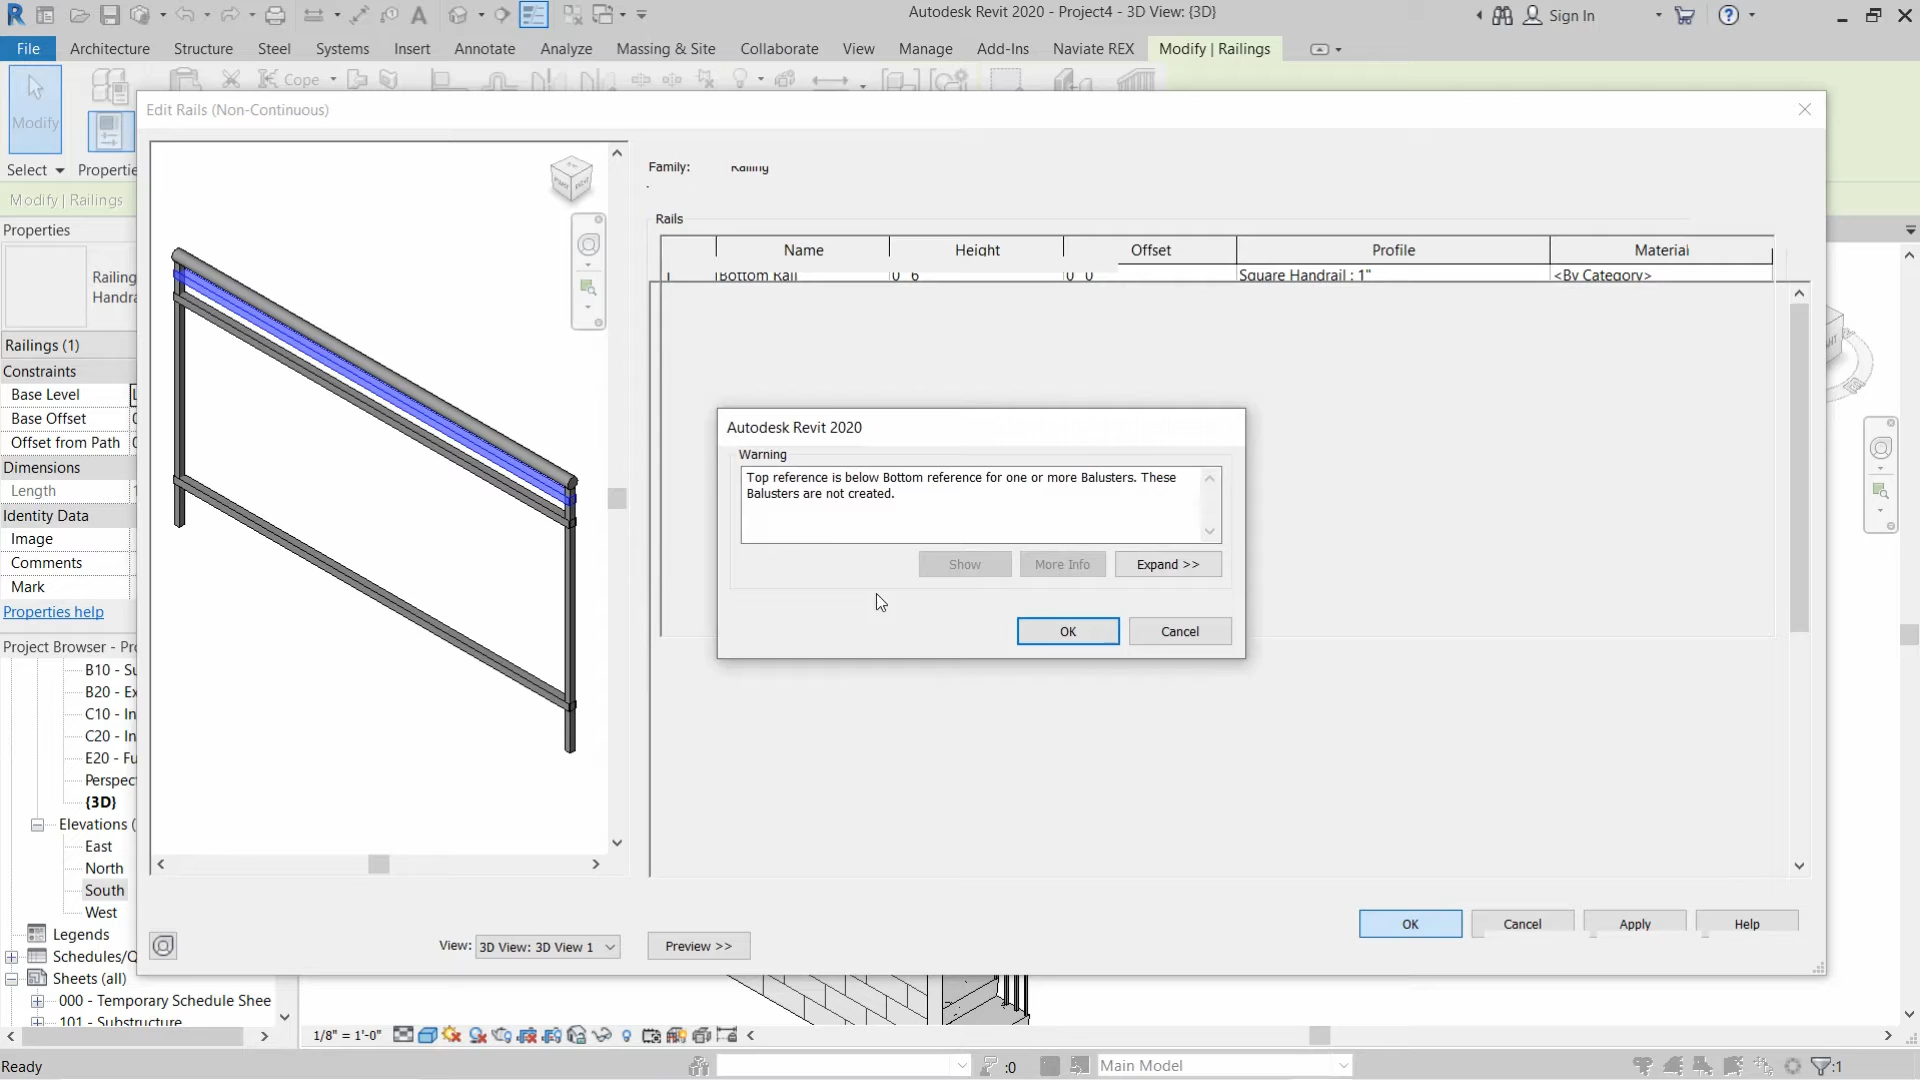 Autodesk Revit 2020 - Project4 - 3D View: {3D}
Sign In
File Architecture Structure Steel Systems Insert Annotate Analyze Massing & Site Collaborate View Manage Add-Ins Naviate REX Modify | Railings
Modify
Cope
Select
Modify | Railings
Properties
Railing
Railings (1)
Constraints
Base Level
Base Offset
Offset from Path
Dimensions
Length
Identity Data
Image
Comments
Mark
Properties help
Project Browser - Pro
B10 - Su
B20 - Ex
C10 - In
C20 - In
E20 - Fu
Perspec
{3D}
Elevations (
East
North
South
West
Legends
Schedules/Q
Sheets (all)
000 - Temporary Schedule Shee
101 - Substructure
Edit Rails (Non-Continuous)
Family: Railing
Rails
Name Height Offset Profile Material
1 Bottom Rail 0 6 0 0 Square Handrail : 1" <By Category>
Autodesk Revit 2020
Warning
Top reference is below Bottom reference for one or more Balusters. These
Balusters are not created.
Show More Info Expand >>
OK Cancel
OK Cancel Apply Help
View: 3D View: 3D View 1 Preview >>
1/8" = 1'-0"
Ready
:0
Main Model
:1